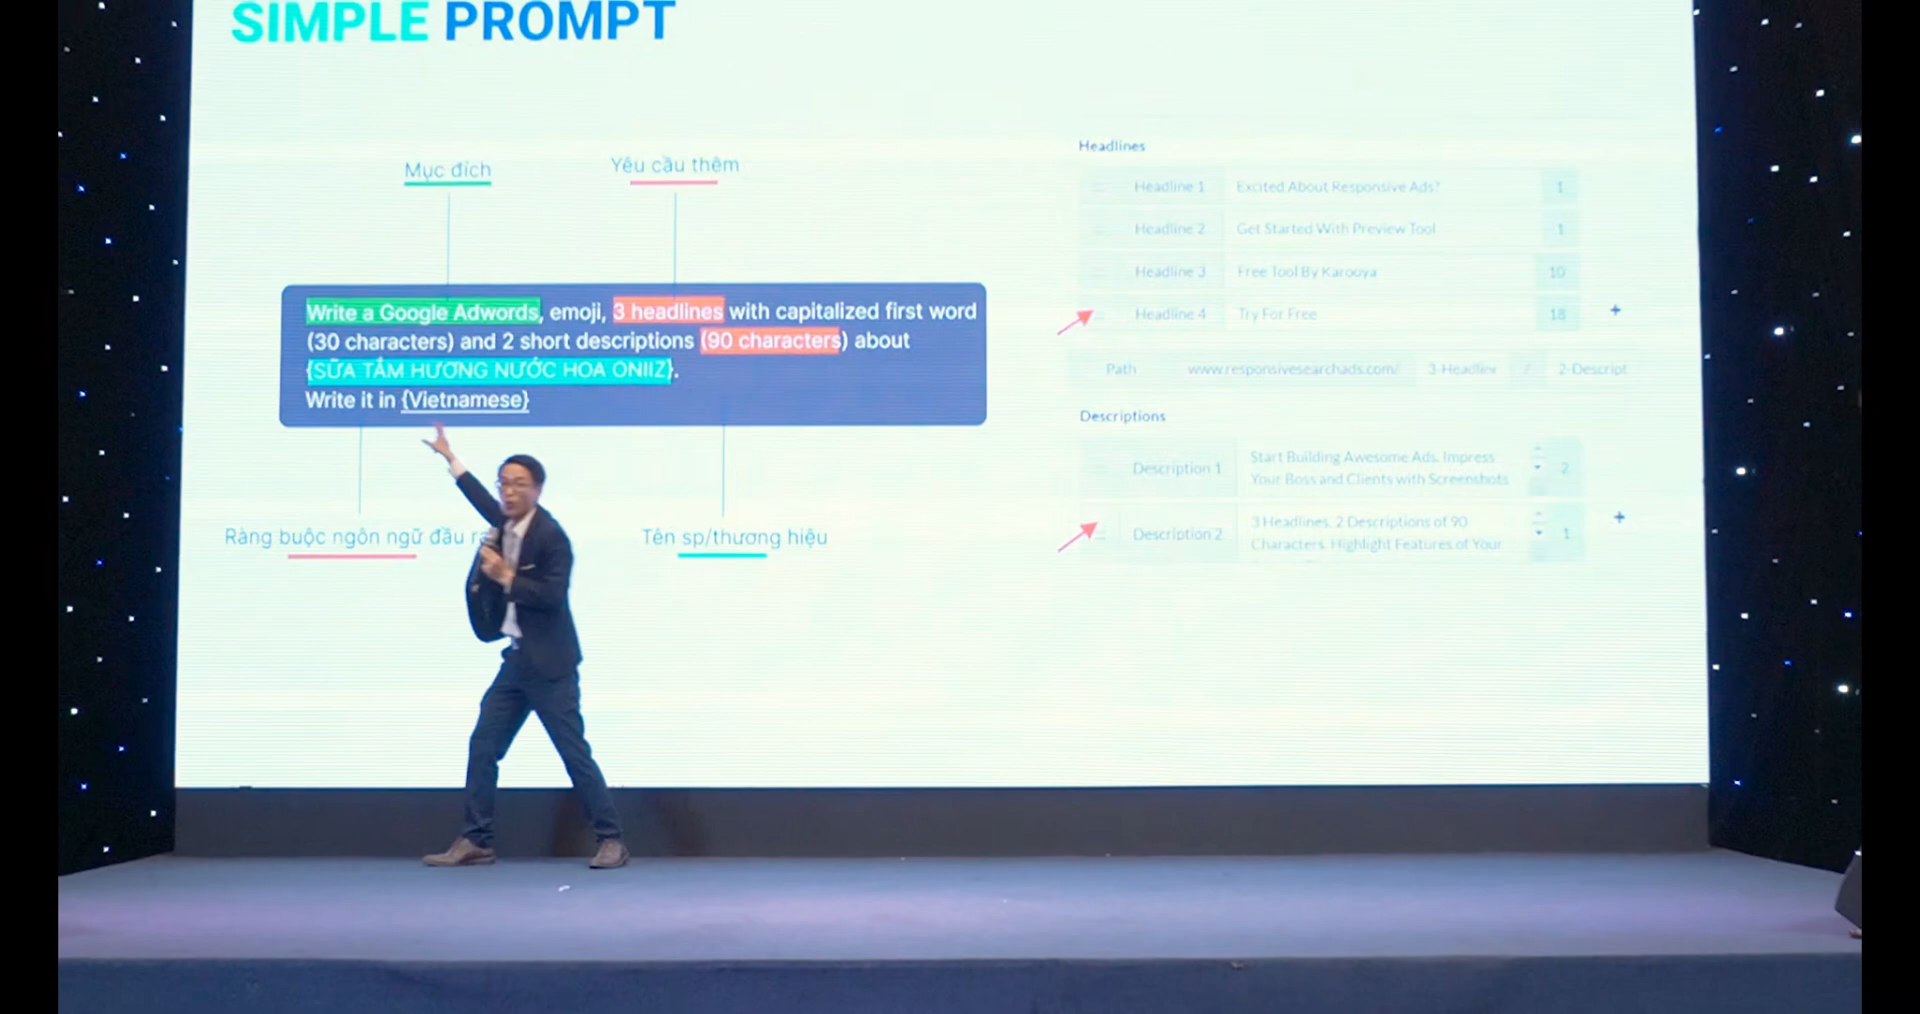 SIMPLE PROMPT
Mục đích
Yêu cầu thêm
Write a Google Adwords, emoji, 3 headlines with capitalized first word
(30 characters) and 2 short descriptions (90 characters) about
{SỮA TẮM HƯƠNG NƯỚC HOA ONIIZ}.
Write it in {Vietnamese}
Ràng buộc ngôn ngữ đầu
Tên sp/thương hiệu
Headlines
Headline 1 Excited About Responsive Ads? 1
Headline 2 Get Started With Preview Tool 1
Headline 3 Free Tool By Karooya 10
Headline 4 Try For Free 18 +
Path www.responsivesearchads.com/ 3-Headline / 2-Descript
Descriptions
Description 1 Start Building Awesome Ads. Impress
Your Boss and Clients with Screenshots 2
Description 2 3 Headlines. 2 Descriptions of 90
Characters. Highlight Features of Your 1 +